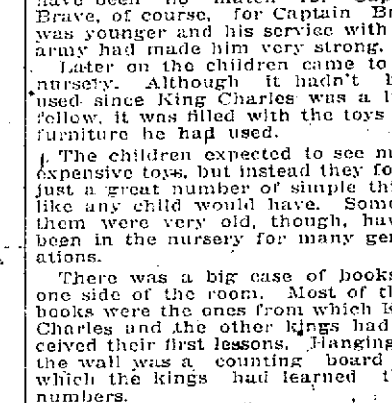 have been no match for Cap
Brave, of course, for Captain Br
was younger and his service with
army had made him very strong.
Later on the children came to
nursery. Although it hadn't b
used since King Charles was a l
fellow, it was filled with the toys
furniture he had used.
The children expected to see m
expensive toys, but instead they fo
just a great number of simple thi
like any child would have. Some
them were very old, though, hav
been in the nursery for many gen
ations.
There was a big case of books
one side of the room. Most of t
books were the ones from which K
Charles and the other kings had
ceived their first lessons. Hanging
the wall was a counting board
which the kings had learned t
numbers.